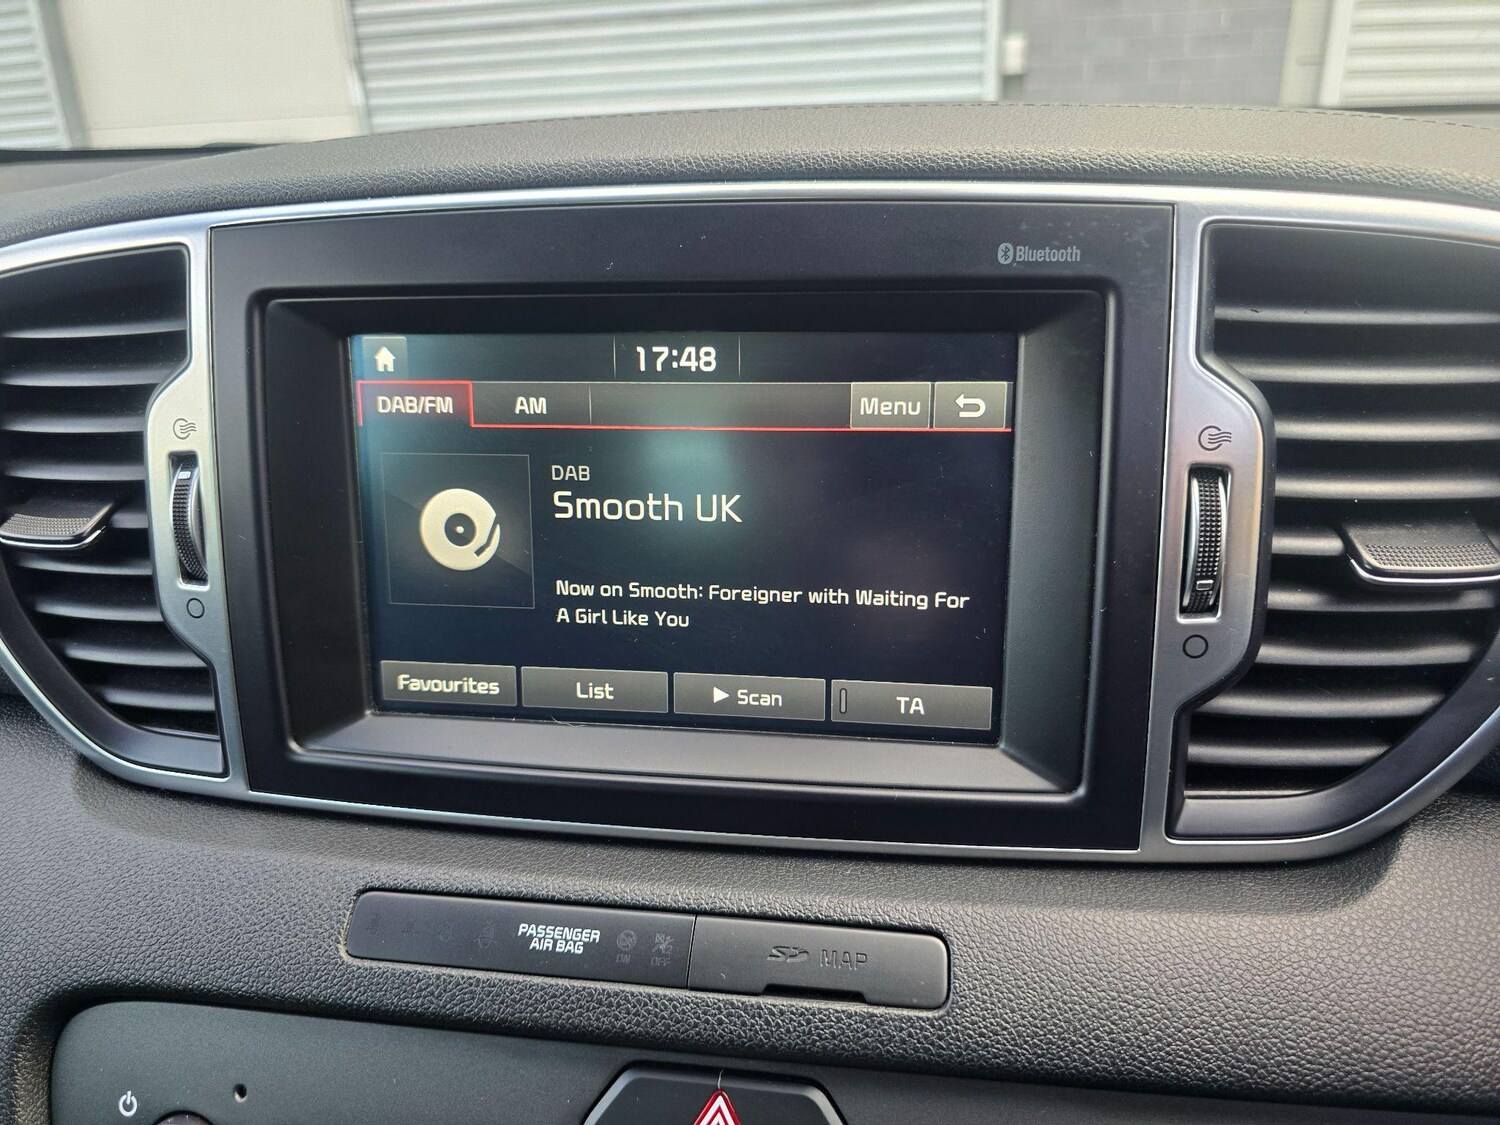 Bluetooth
17:48
DAB/FM AM Menu
DAB
Smooth UK
Now on Smooth: Foreigner with Waiting For
A Girl Like You
Favourites List Scan TA
PASSENGER
AIR BAG
ON OFF
SD MAP